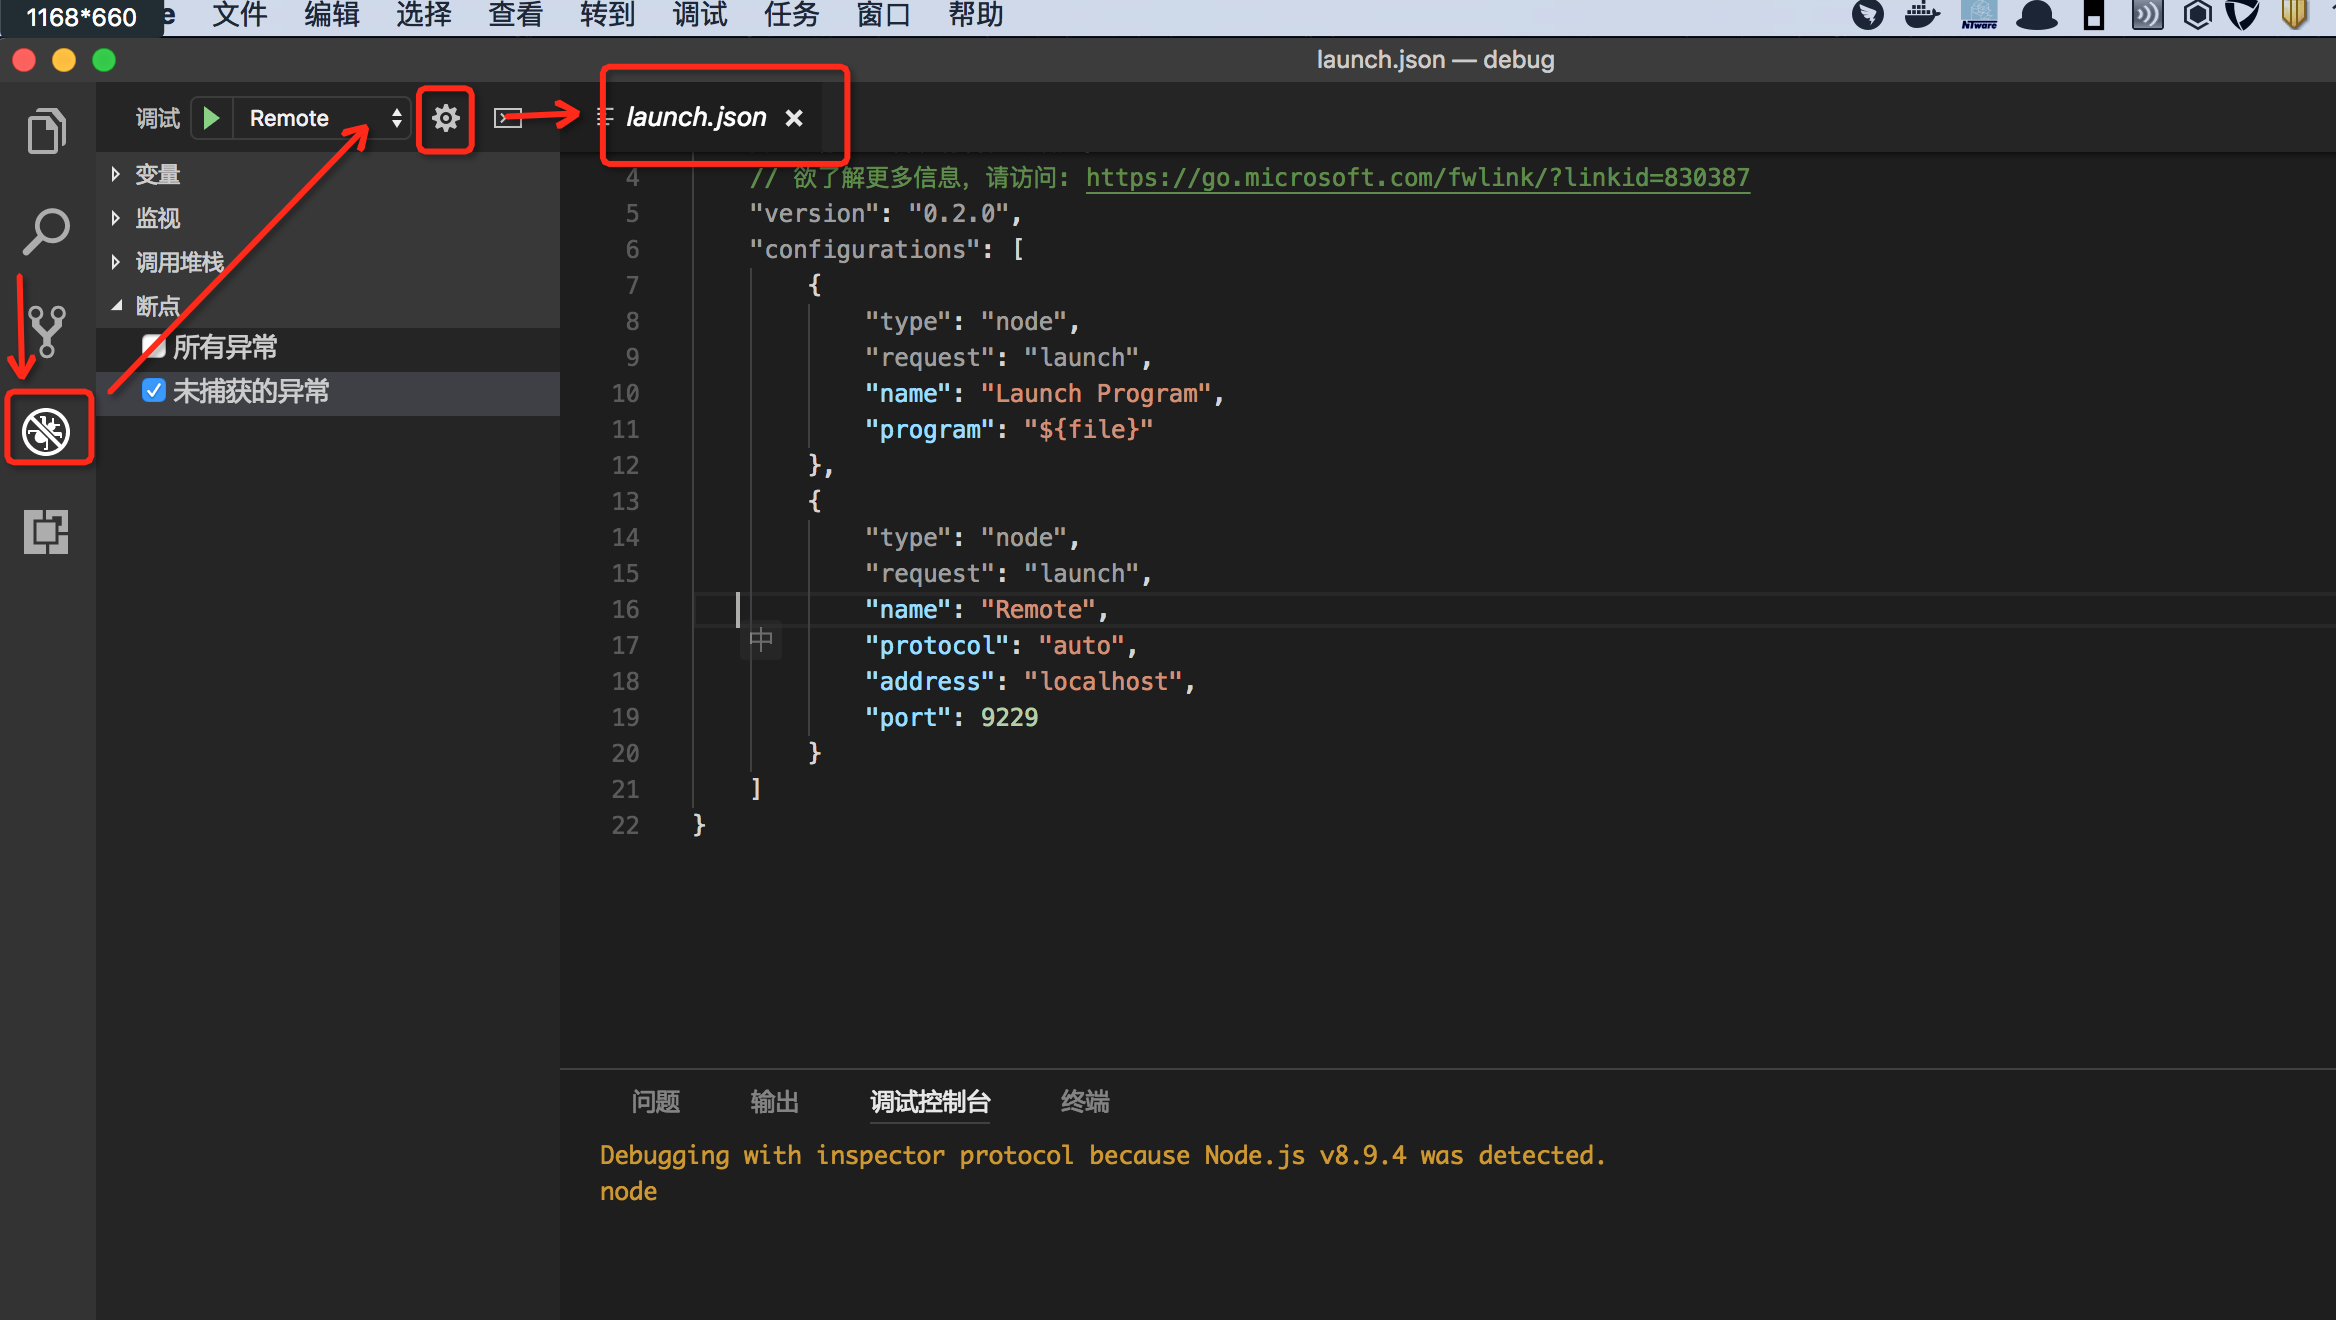 1168*660
e 文件 编辑 选择 查看 转到 调试 任务 窗口 帮助
NTware
launch.json — debug
调试 Remote
launch.json
变量
监视
调用堆栈
断点
所有异常
未捕获的异常
4 // 欲了解更多信息，请访问: https://go.microsoft.com/fwlink/?linkid=830387
5 "version": "0.2.0",
6 "configurations": [
7 {
8 "type": "node",
9 "request": "launch",
10 "name": "Launch Program",
11 "program": "${file}"
12 },
13 {
14 "type": "node",
15 "request": "launch",
16 "name": "Remote",
中
17 "protocol": "auto",
18 "address": "localhost",
19 "port": 9229
20 }
21 ]
22 }
问题 输出 调试控制台 终端
Debugging with inspector protocol because Node.js v8.9.4 was detected.
node